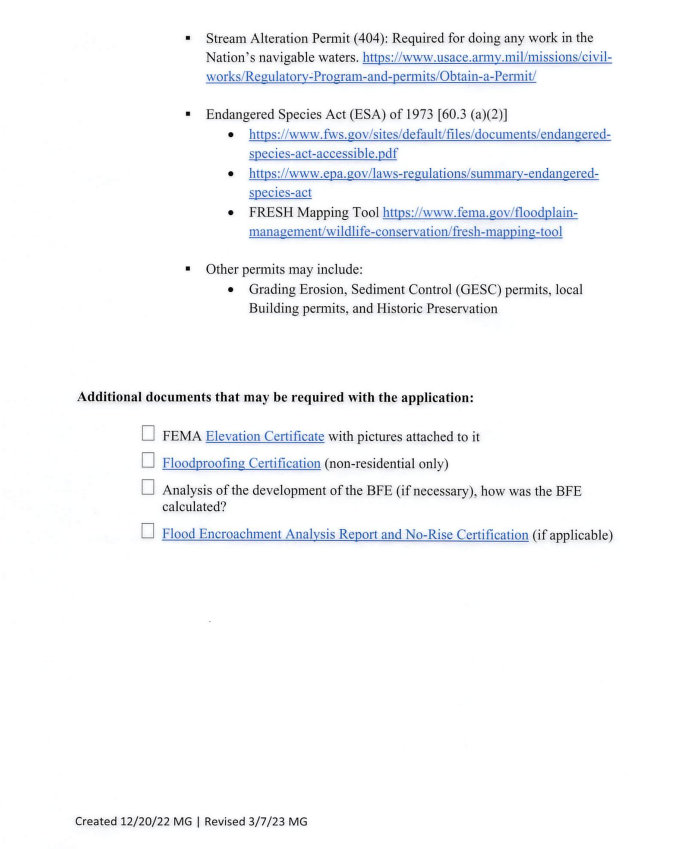 ▪ Stream Alteration Permit (404): Required for doing any work in the
Nation's navigable waters. https://www.usace.army.mil/missions/civil-
works/Regulatory-Program-and-permits/Obtain-a-Permit/
▪ Endangered Species Act (ESA) of 1973 [60.3 (a)(2)]
• https://www.fws.gov/sites/default/files/documents/endangered-
species-act-accessible.pdf
• https://www.epa.gov/laws-regulations/summary-endangered-
species-act
• FRESH Mapping Tool https://www.fema.gov/floodplain-
management/wildlife-conservation/fresh-mapping-tool
▪ Other permits may include:
• Grading Erosion, Sediment Control (GESC) permits, local
Building permits, and Historic Preservation
Additional documents that may be required with the application:
☐ FEMA Elevation Certificate with pictures attached to it
☐ Floodproofing Certification (non-residential only)
☐ Analysis of the development of the BFE (if necessary), how was the BFE
calculated?
☐ Flood Encroachment Analysis Report and No-Rise Certification (if applicable)
Created 12/20/22 MG | Revised 3/7/23 MG